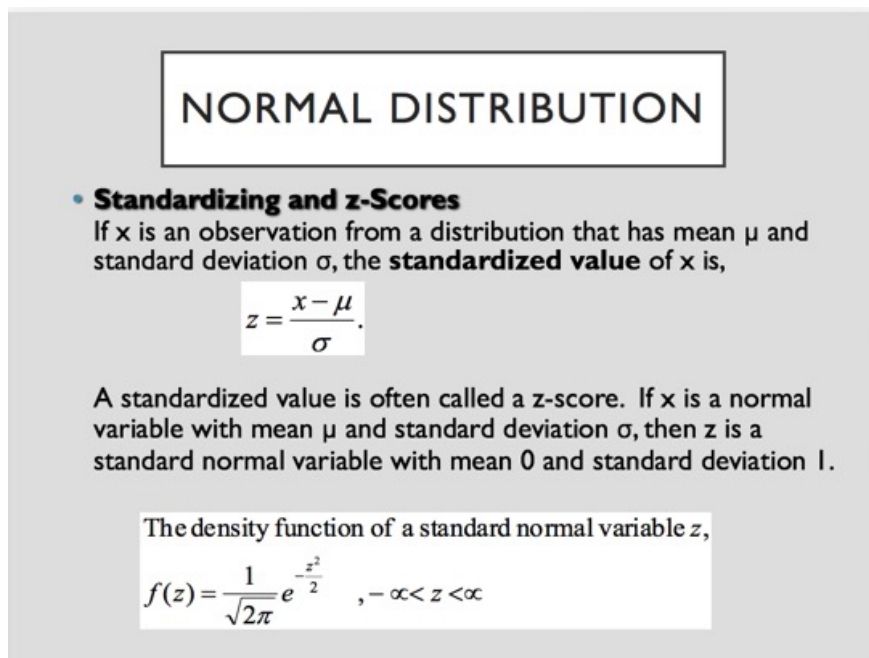 NORMAL DISTRIBUTION
• Standardizing and z-Scores
If x is an observation from a distribution that has mean μ and
standard deviation σ, the standardized value of x is,
z = (x − μ) / σ.
A standardized value is often called a z-score. If x is a normal
variable with mean μ and standard deviation σ, then z is a
standard normal variable with mean 0 and standard deviation 1.
The density function of a standard normal variable z,
f(z) = 1/√2π e^(−z²/2) , − ∝< z <∝